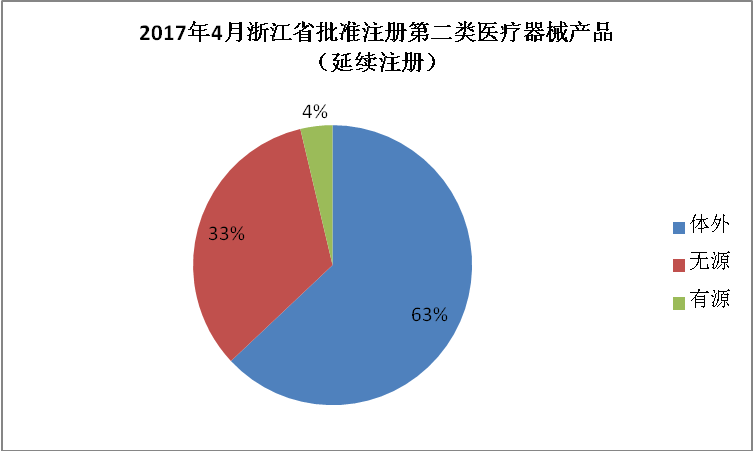 2017年4月浙江省批准注册第二类医疗器械产品
（延续注册）
4%
33%
63%
体外
无源
有源